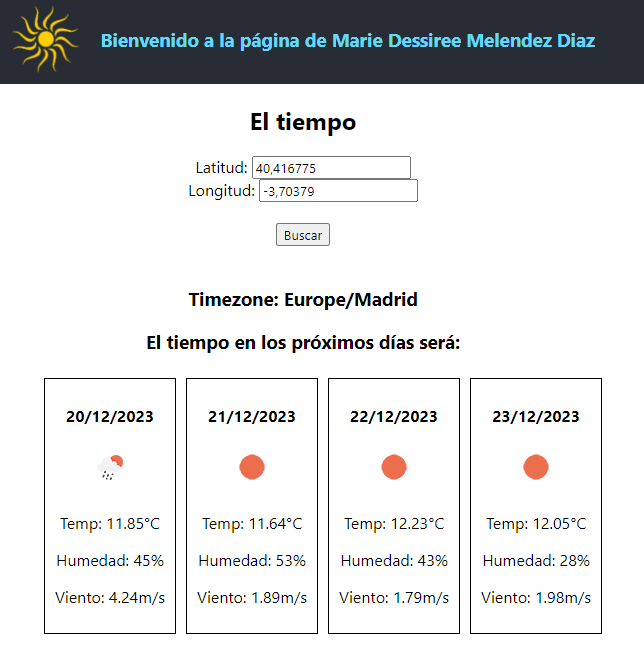 Bienvenido a la página de Marie Dessiree Melendez Diaz
El tiempo
Latitud: 40,416775
Longitud: -3,70379
Buscar
Timezone: Europe/Madrid
El tiempo en los próximos días será:
20/12/2023
Temp: 11.85°C
Humedad: 45%
Viento: 4.24m/s
21/12/2023
Temp: 11.64°C
Humedad: 53%
Viento: 1.89m/s
22/12/2023
Temp: 12.23°C
Humedad: 43%
Viento: 1.79m/s
23/12/2023
Temp: 12.05°C
Humedad: 28%
Viento: 1.98m/s